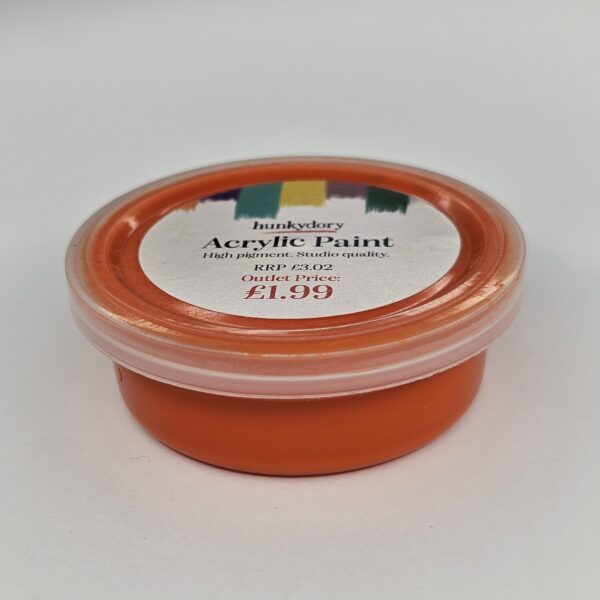 hunkydory
Acrylic Paint
High pigment. Studio quality.
RRP £3.02
Outlet Price:
£1.99